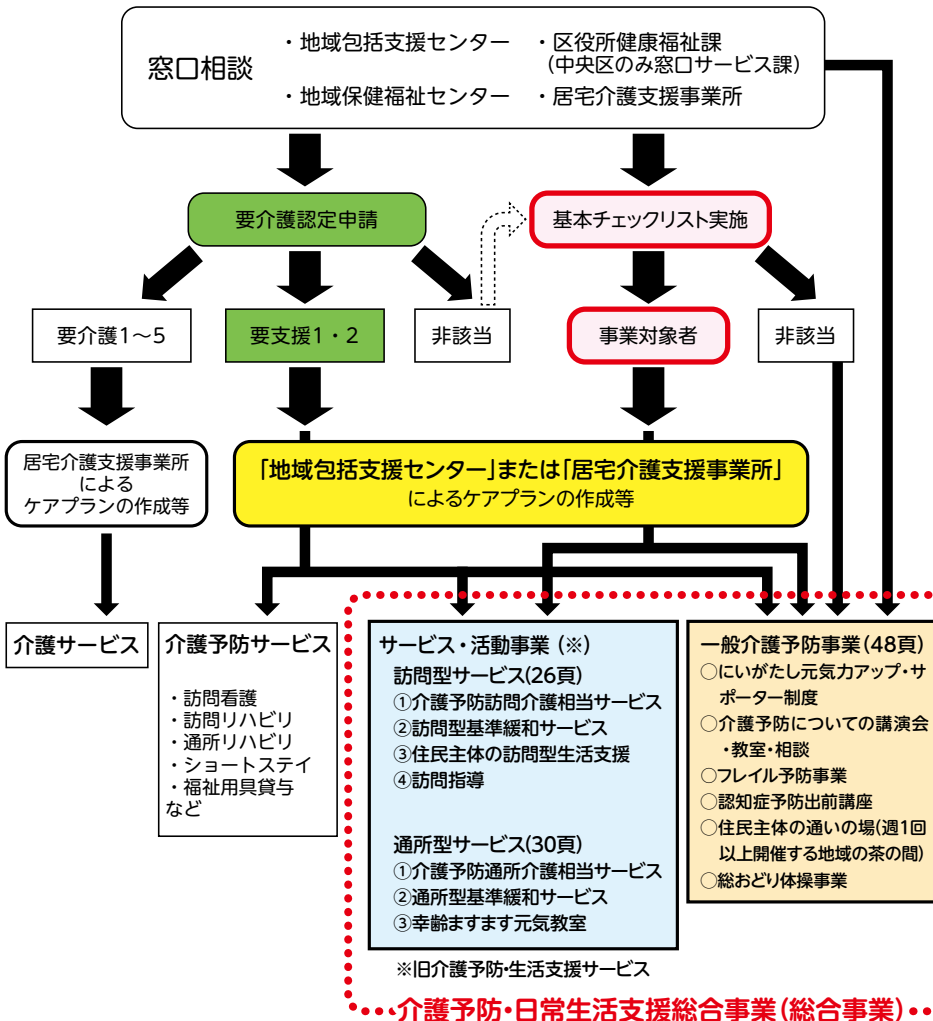 窓口相談
・地域包括支援センター
・区役所健康福祉課
(中央区のみ窓口サービス課)
・地域保健福祉センター
・居宅介護支援事業所
要介護認定申請
基本チェックリスト実施
要介護1〜5
要支援1・2
非該当
事業対象者
非該当
居宅介護支援事業所
による
ケアプランの作成等
「地域包括支援センター」または「居宅介護支援事業所」
によるケアプランの作成等
介護サービス
介護予防サービス
・訪問看護
・訪問リハビリ
・通所リハビリ
・ショートステイ
・福祉用具貸与
など
サービス・活動事業（※）
訪問型サービス(26頁)
①介護予防訪問介護相当サービス
②訪問型基準緩和サービス
③住民主体の訪問型生活支援
④訪問指導
通所型サービス(30頁)
①介護予防通所介護相当サービス
②通所型基準緩和サービス
③幸齢ますます元気教室
※旧介護予防・生活支援サービス
一般介護予防事業(48頁)
○にいがたし元気力アップ・サ
ポーター制度
○介護予防についての講演会
・教室・相談
○フレイル予防事業
○認知症予防出前講座
○住民主体の通いの場(週1回
以上開催する地域の茶の間)
○総おどり体操事業
介護予防・日常生活支援総合事業(総合事業)